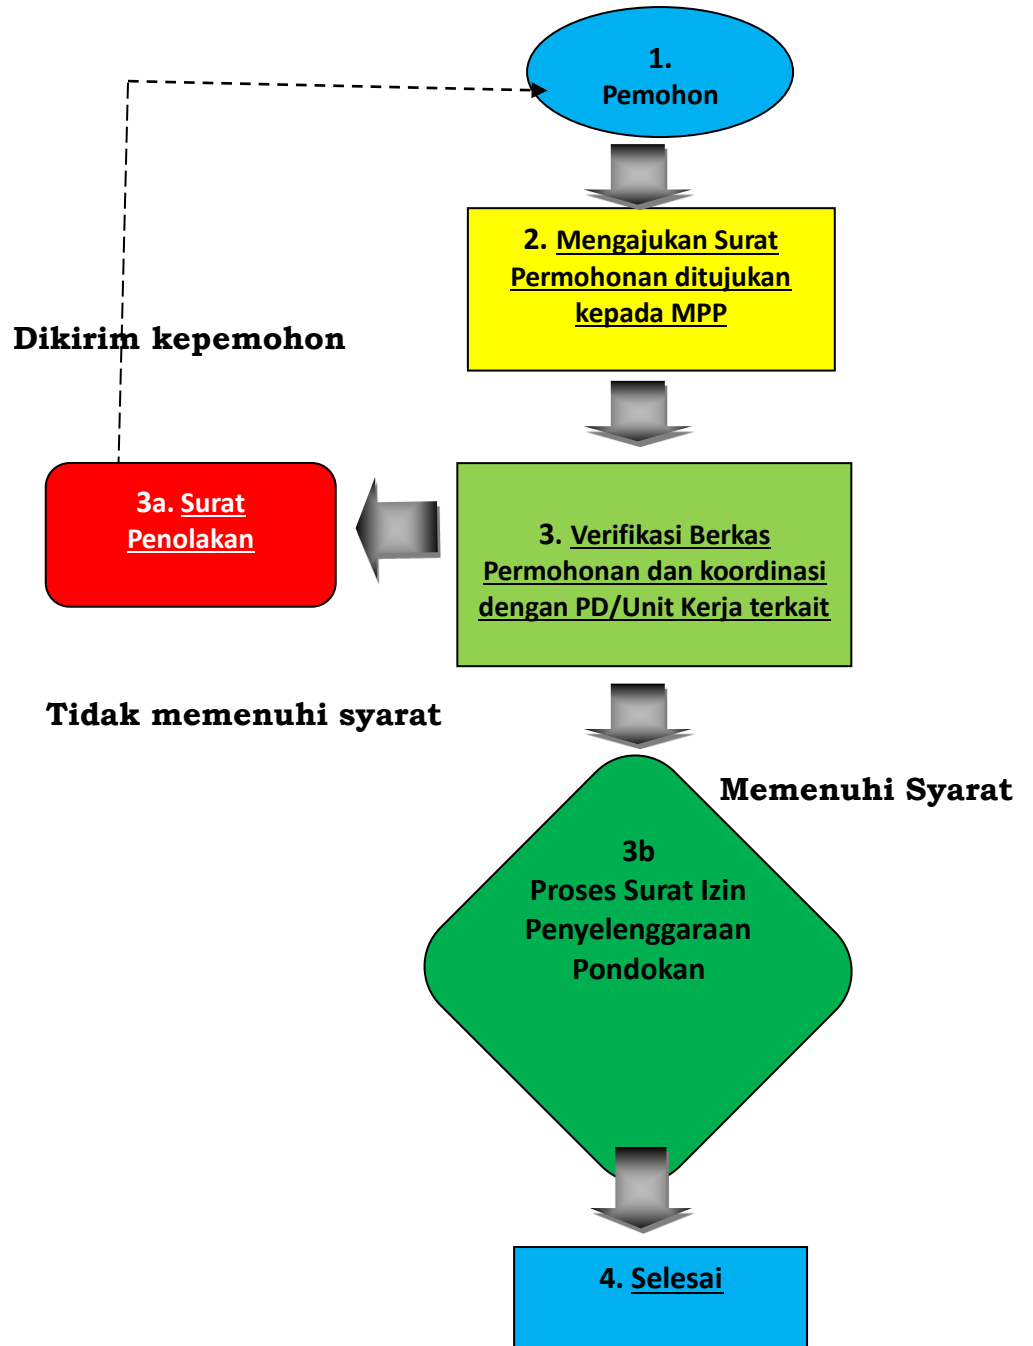 1.
Pemohon
2. Mengajukan Surat
Permohonan ditujukan
kepada MPP
Dikirim kepemohon
3a. Surat
Penolakan
3. Verifikasi Berkas
Permohonan dan koordinasi
dengan PD/Unit Kerja terkait
Tidak memenuhi syarat
Memenuhi Syarat
3b
Proses Surat Izin
Penyelenggaraan
Pondokan
4. Selesai